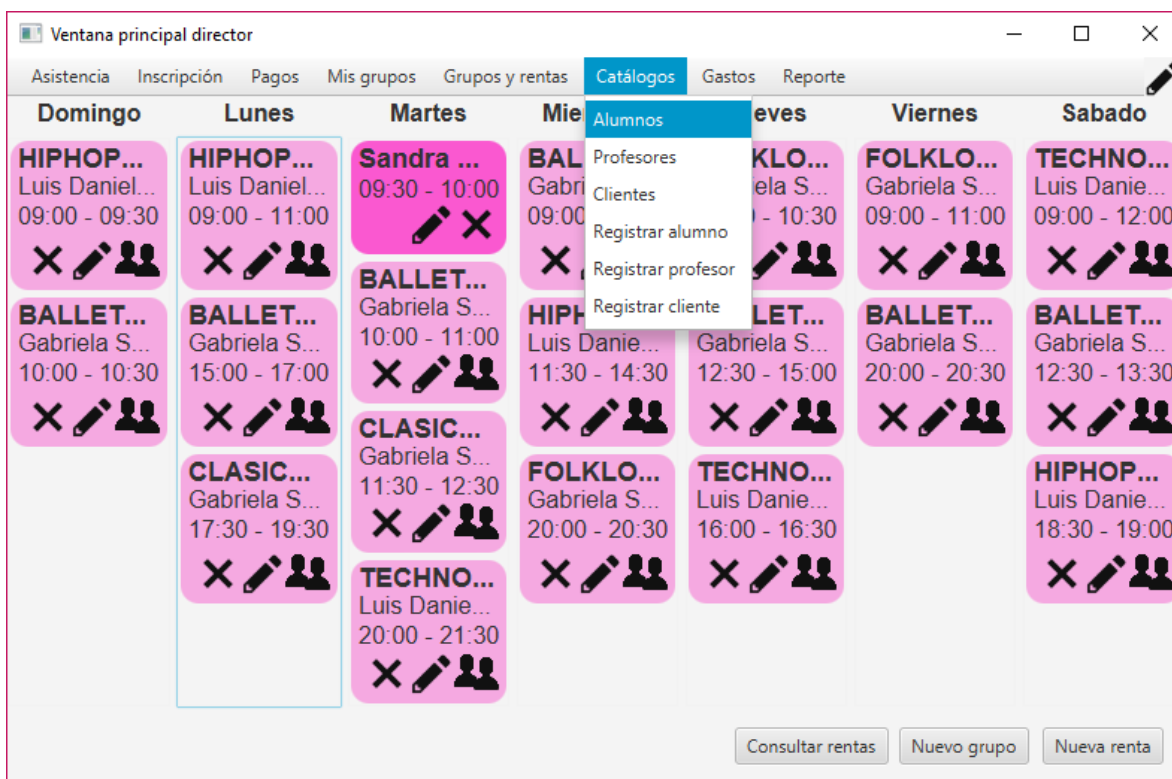 Ventana principal director
Asistencia Inscripción Pagos Mis grupos Grupos y rentas Catálogos Gastos Reporte
Alumnos
Profesores
Clientes
Registrar alumno
Registrar profesor
Registrar cliente
Domingo
HIPHOP...
Luis Daniel...
09:00 - 09:30
BALLET...
Gabriela S...
10:00 - 10:30
Lunes
HIPHOP...
Luis Daniel...
09:00 - 11:00
BALLET...
Gabriela S...
15:00 - 17:00
CLASIC...
Gabriela S...
17:30 - 19:30
Martes
Sandra ...
09:30 - 10:00
BALLET...
Gabriela S...
10:00 - 11:00
CLASIC...
Gabriela S...
11:30 - 12:30
TECHNO...
Luis Danie...
20:00 - 21:30
Mie
BAL
Gabri
09:00
HIPH
Luis Danie...
11:30 - 14:30
FOLKLO...
Gabriela S...
20:00 - 20:30
eves
KLO...
ela S...
- 10:30
LET...
Gabriela S...
12:30 - 15:00
TECHNO...
Luis Danie...
16:00 - 16:30
Viernes
FOLKLO...
Gabriela S...
09:00 - 11:00
BALLET...
Gabriela S...
20:00 - 20:30
Sabado
TECHNO...
Luis Danie...
09:00 - 12:00
BALLET...
Gabriela S...
12:30 - 13:30
HIPHOP...
Luis Danie...
18:30 - 19:00
Consultar rentas Nuevo grupo Nueva renta